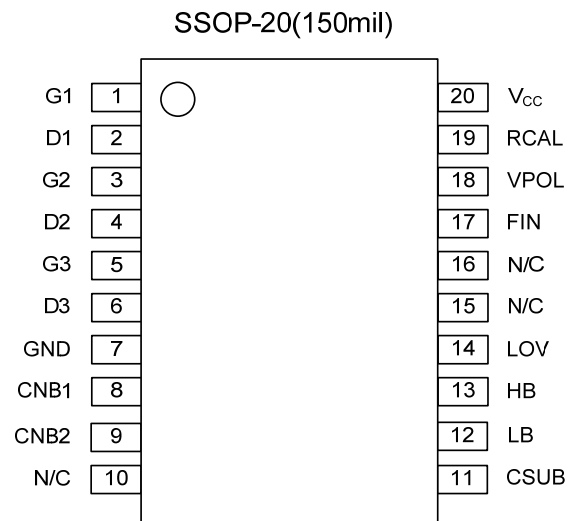 SSOP-20(150mil)
G1 1 20 Vcc
D1 2 19 RCAL
G2 3 18 VPOL
D2 4 17 FIN
G3 5 16 N/C
D3 6 15 N/C
GND 7 14 LOV
CNB1 8 13 HB
CNB2 9 12 LB
N/C 10 11 CSUB